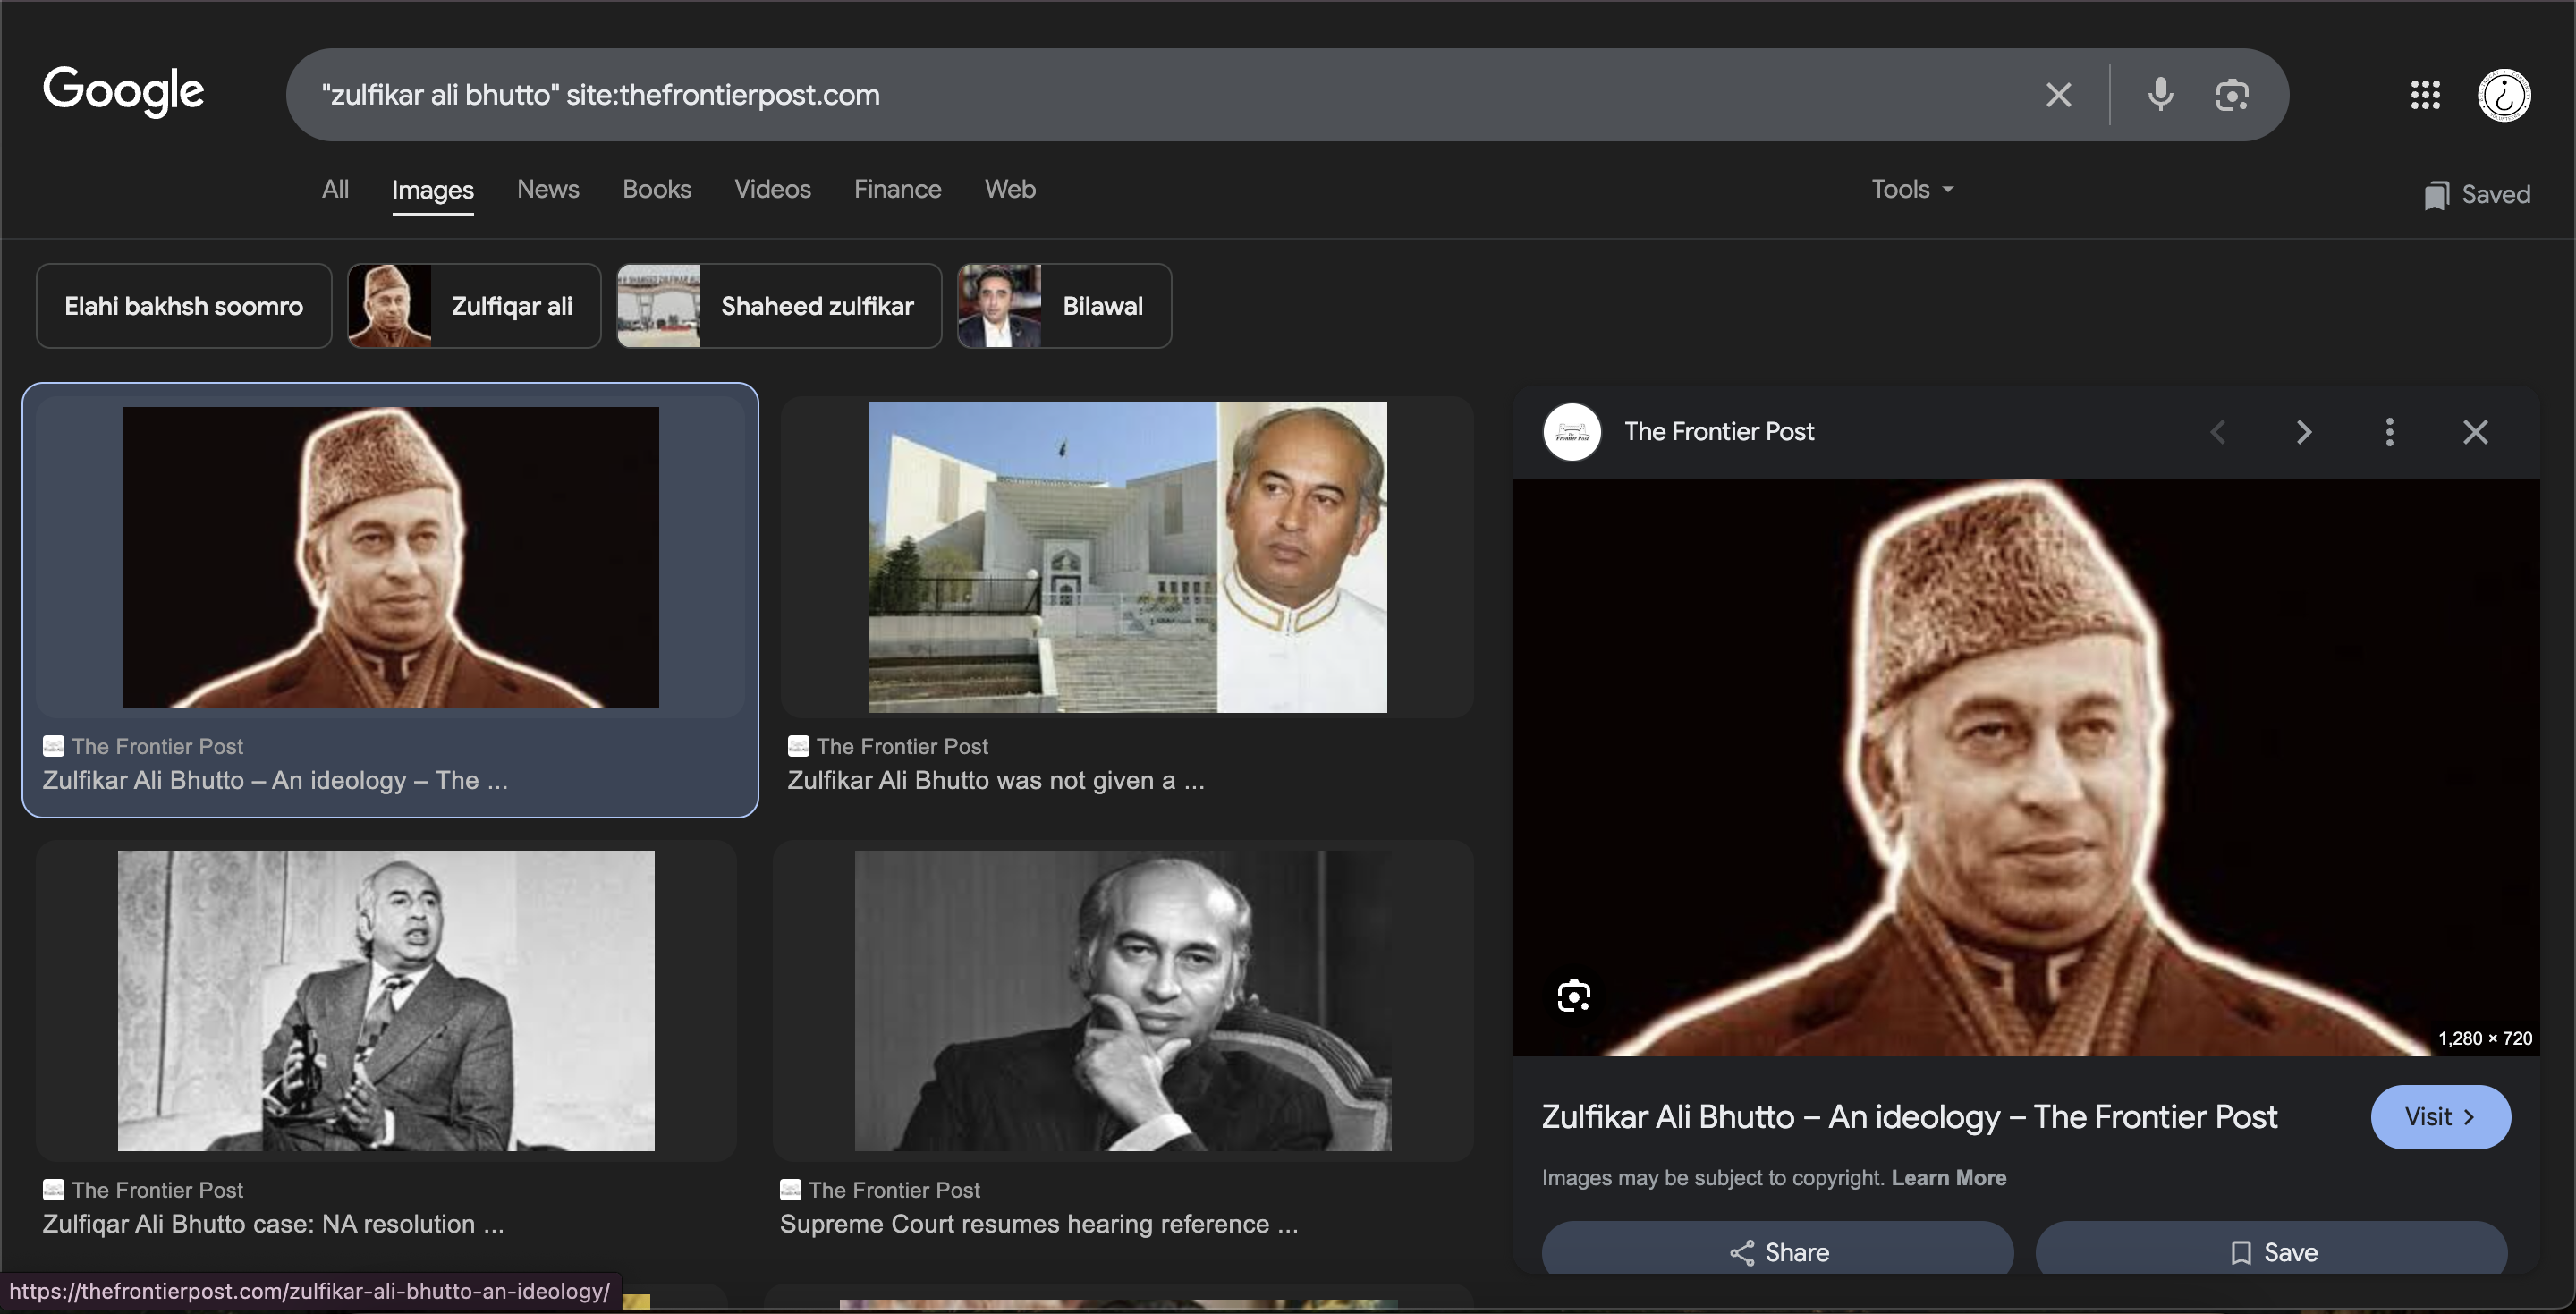 Google
"zulfikar ali bhutto" site:thefrontierpost.com
All Images News Books Videos Finance Web Tools
Saved
Elahi bakhsh soomro
Zulfiqar ali
Shaheed zulfikar
Bilawal
The Frontier Post
Zulfikar Ali Bhutto – An ideology – The ...
The Frontier Post
Zulfikar Ali Bhutto was not given a ...
The Frontier Post
Zulfiqar Ali Bhutto case: NA resolution ...
The Frontier Post
Supreme Court resumes hearing reference ...
The Frontier Post
1,280 × 720
Zulfikar Ali Bhutto – An ideology – The Frontier Post
Visit
Images may be subject to copyright. Learn More
Share
Save
https://thefrontierpost.com/zulfikar-ali-bhutto-an-ideology/